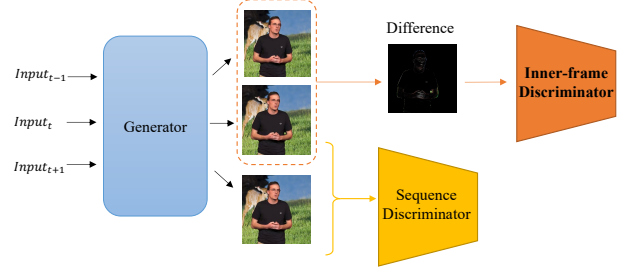 Difference
Input_{t-1}
Input_t
Input_{t+1}
Generator
Inner-frame
Discriminator
Sequence
Discriminator